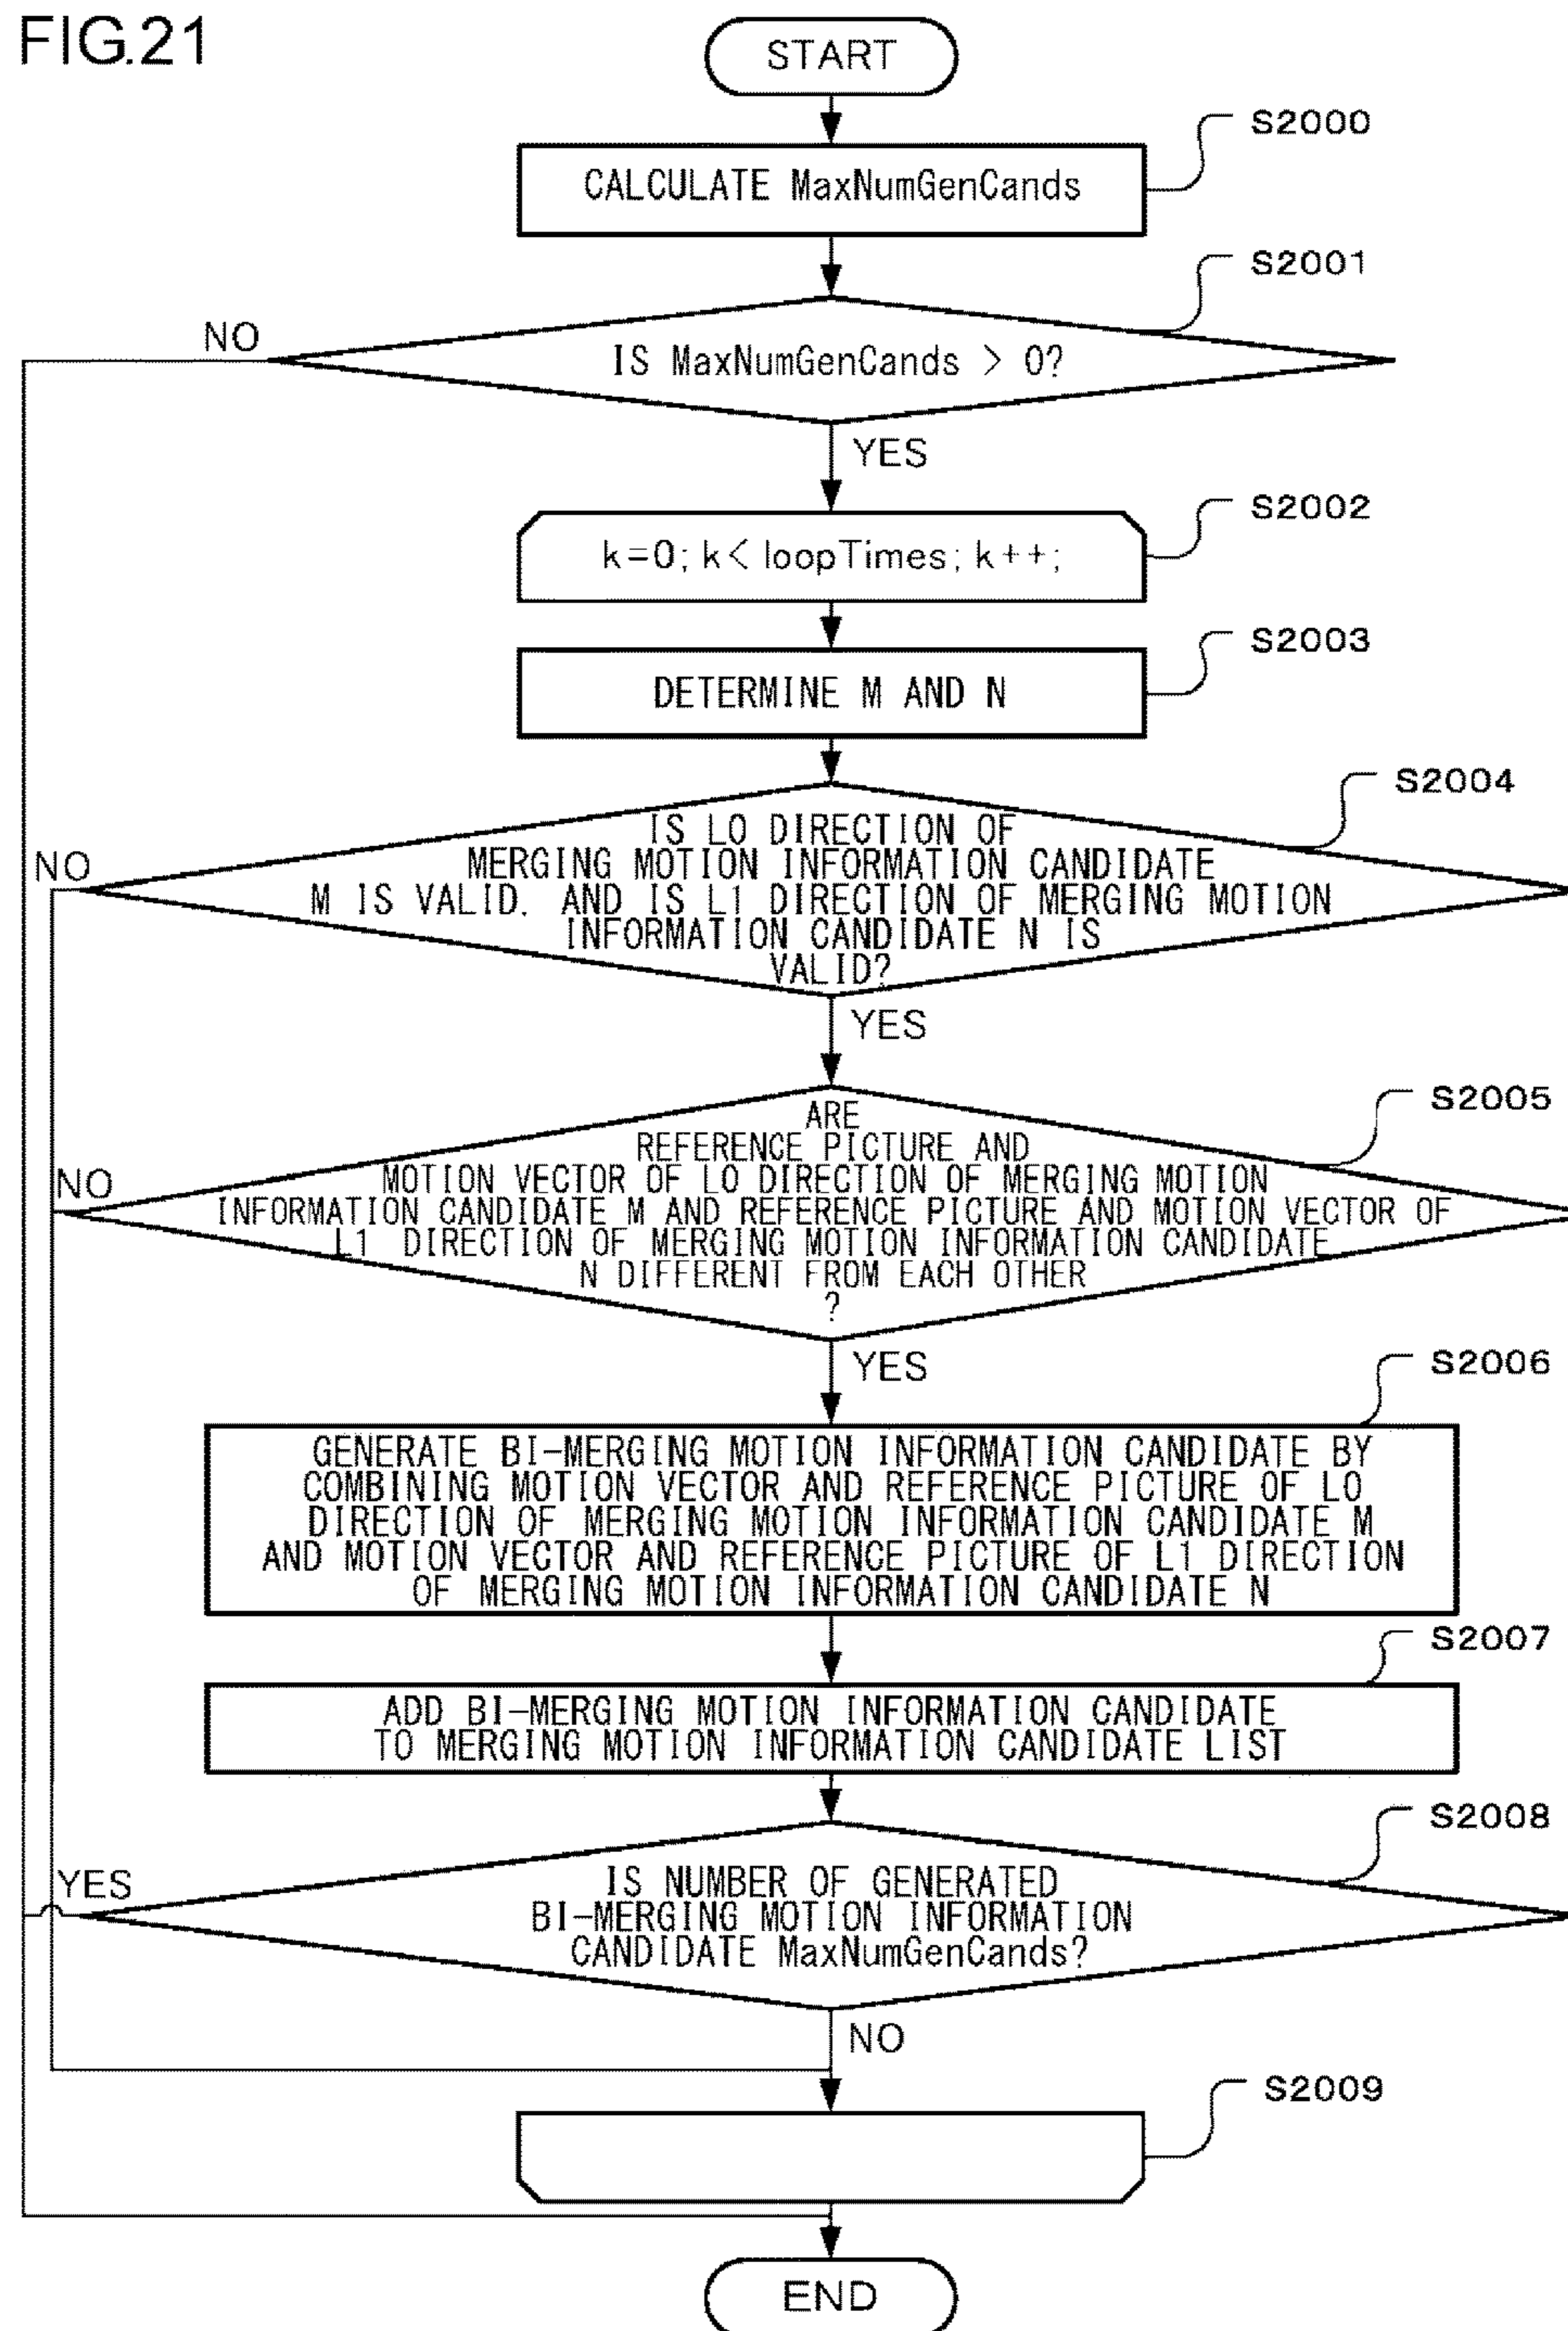 FIG.21
START
S2000
CALCULATE MaxNumGenCands
S2001
NO
IS MaxNumGenCands > 0?
YES
S2002
k=0; k< loopTimes; k++;
S2003
DETERMINE M AND N
S2004
NO
IS L0 DIRECTION OF
MERGING MOTION INFORMATION CANDIDATE
M IS VALID. AND IS L1 DIRECTION OF MERGING MOTION
INFORMATION CANDIDATE N IS
VALID?
YES
S2005
NO
ARE
REFERENCE PICTURE AND
MOTION VECTOR OF L0 DIRECTION OF MERGING MOTION
INFORMATION CANDIDATE M AND REFERENCE PICTURE AND MOTION VECTOR OF
L1 DIRECTION OF MERGING MOTION INFORMATION CANDIDATE
N DIFFERENT FROM EACH OTHER
?
YES
S2006
GENERATE BI-MERGING MOTION INFORMATION CANDIDATE BY
COMBINING MOTION VECTOR AND REFERENCE PICTURE OF L0
DIRECTION OF MERGING MOTION INFORMATION CANDIDATE M
AND MOTION VECTOR AND REFERENCE PICTURE OF L1 DIRECTION
OF MERGING MOTION INFORMATION CANDIDATE N
S2007
ADD BI-MERGING MOTION INFORMATION CANDIDATE
TO MERGING MOTION INFORMATION CANDIDATE LIST
S2008
YES
IS NUMBER OF GENERATED
BI-MERGING MOTION INFORMATION
CANDIDATE MaxNumGenCands?
NO
S2009
END